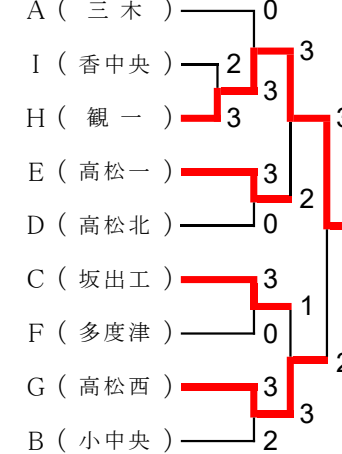 A ( 三 木 ) 0
3
I ( 香中央 ) 2
3
H ( 観 一 ) 3
3
E ( 高松一 ) 3
2
D ( 高松北 ) 0
C ( 坂出工 ) 3
1
F ( 多度津 ) 0
2
G ( 高松西 ) 3
3
B ( 小中央 ) 2